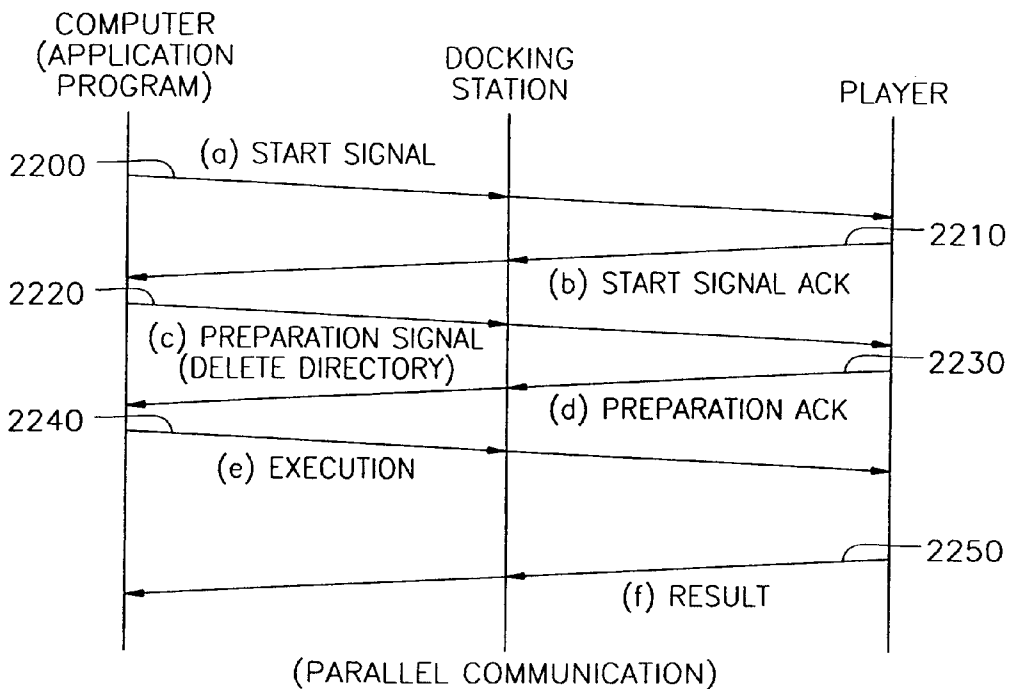 COMPUTER
(APPLICATION
PROGRAM)
DOCKING
STATION
PLAYER
2200
(a) START SIGNAL
2210
(b) START SIGNAL ACK
2220
(c) PREPARATION SIGNAL
(DELETE DIRECTORY)
2230
(d) PREPARATION ACK
2240
(e) EXECUTION
2250
(f) RESULT
(PARALLEL COMMUNICATION)